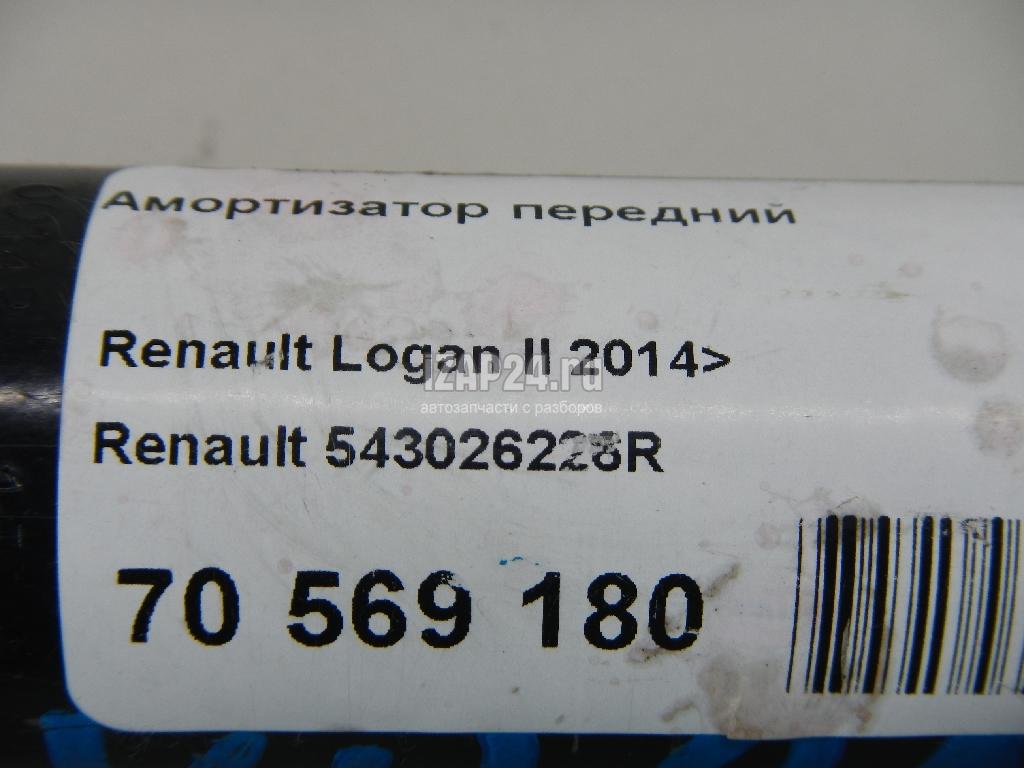 Амортизатор передний
Renault Logan II 2014>
iZAP24.ru
автозапчасти с разборов
Renault 543026228R
70 569 180